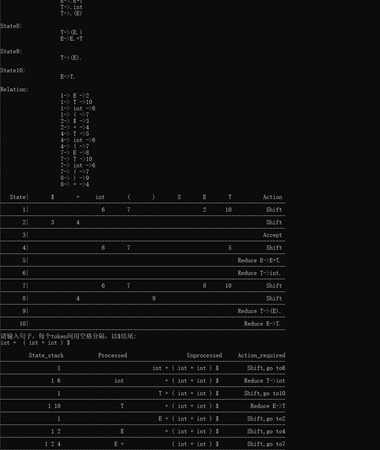 E->.E+T
T->.int
T->.(E)
State8:
T->(E.)
E->E.+T
State9:
T->(E).
State10:
E->T.
Relation:
1-> E ->2
1-> T ->10
1-> int ->6
1-> ( ->7
2-> $ ->3
2-> + ->4
4-> T ->5
4-> int ->6
4-> ( ->7
7-> E ->8
7-> T ->10
7-> int ->6
7-> ( ->7
8-> ) ->9
8-> + ->4
State| $ + int ( ) S E T Action
1| 6 7 2 10 Shift
2| 3 4 Shift
3| Accept
4| 6 7 5 Shift
5| Reduce E->E+T.
6| Reduce T->int.
7| 6 7 8 10 Shift
8| 4 9 Shift
9| Reduce T->(E).
10| Reduce E->T.
请输入句子，每个token间用空格分隔，以$结尾:
int + ( int + int ) $
State_stack Processed Unprocessed Action_required
1 int + ( int + int ) $ Shift,go to6
1 6 int + ( int + int ) $ Reduce T->int
1 T + ( int + int ) $ Shift,go to10
1 10 T + ( int + int ) $ Reduce E->T
1 E + ( int + int ) $ Shift,go to2
1 2 E + ( int + int ) $ Shift,go to4
1 2 4 E + ( int + int ) $ Shift,go to7